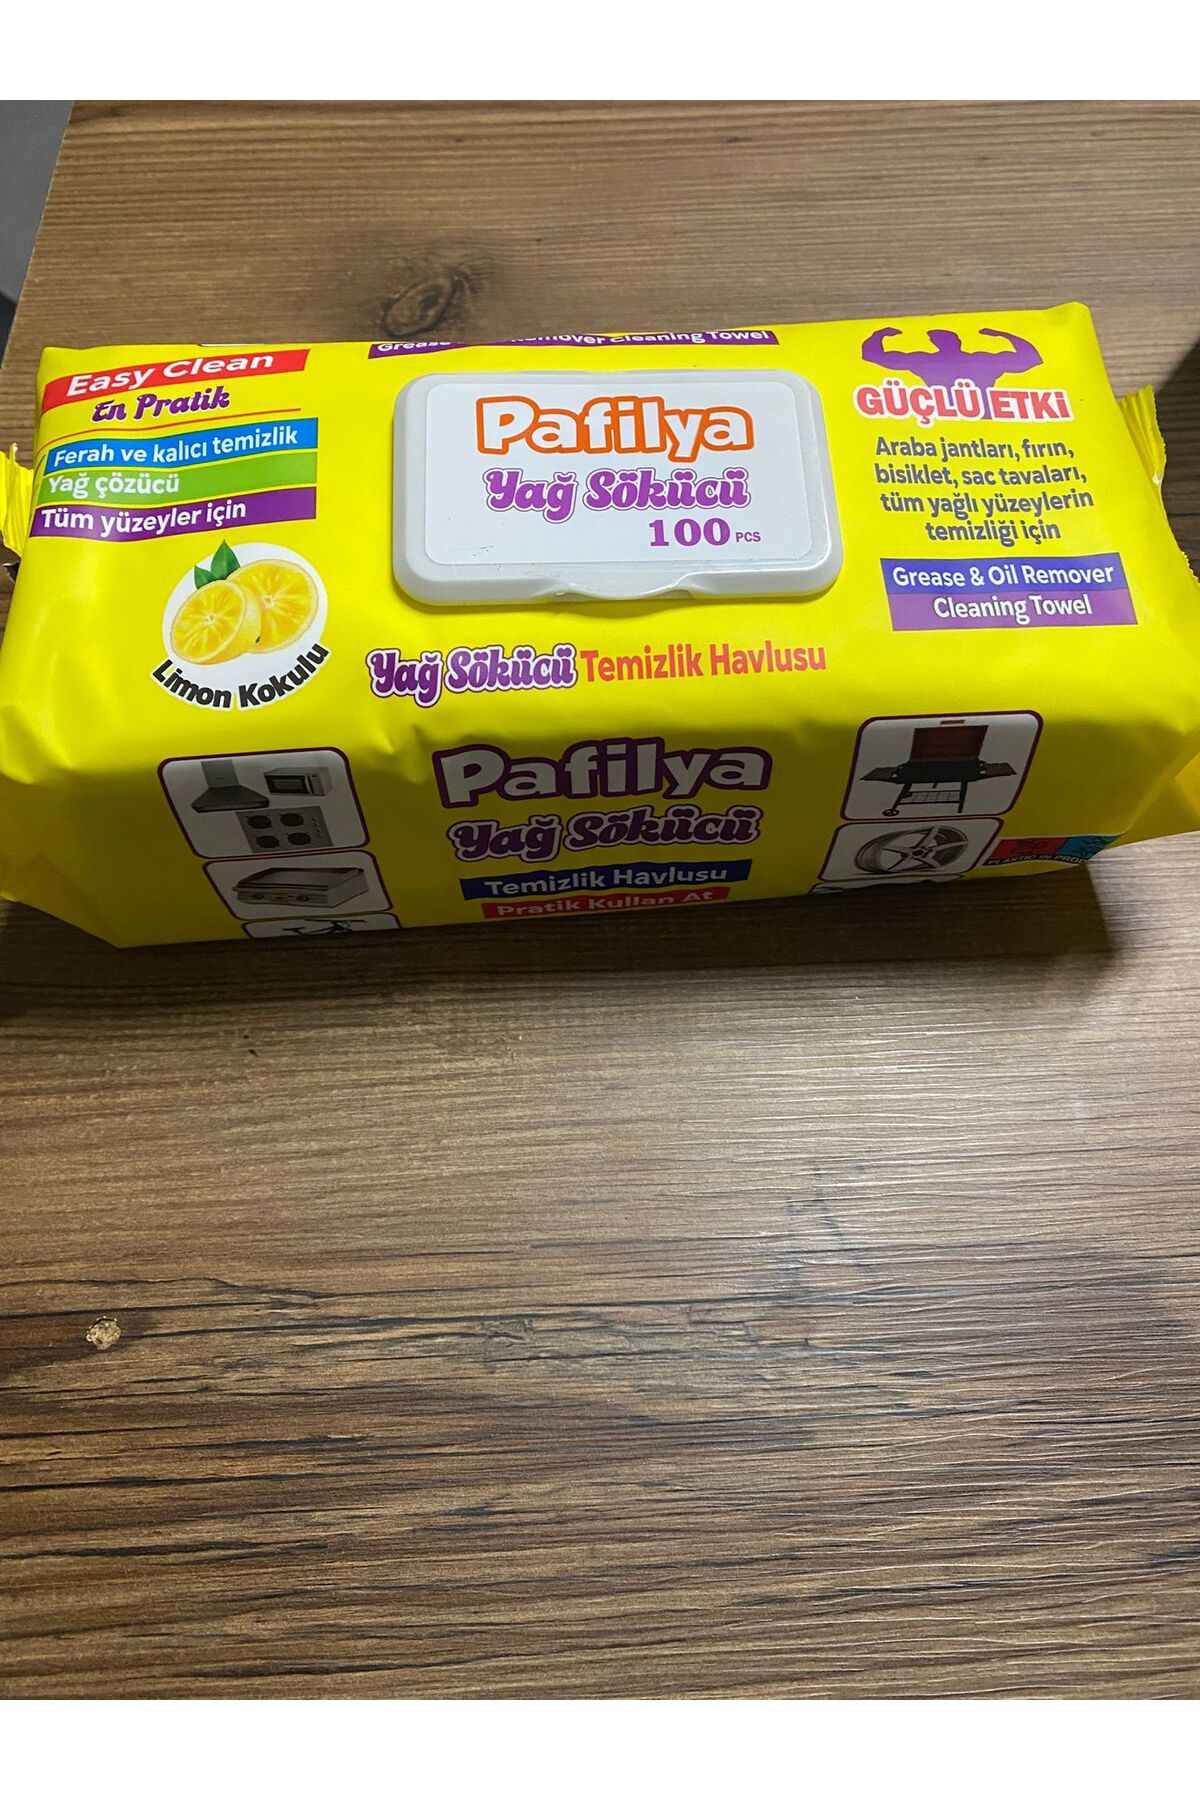 Easy Clean
En Pratik
Ferah ve kalıcı temizlik
Yağ çözücü
Tüm yüzeyler için
Limon Kokulu
Cleaning Towel
Pafilya
Yağ Sökücü
100 PCS
Yağ Sökücü Temizlik Havlusu
GÜÇLÜ ETKİ
Araba jantları, fırın,
bisiklet, sac tavaları,
tüm yağlı yüzeylerin
temizliği için
Grease & Oil Remover
Cleaning Towel
Pafilya
Yağ Sökücü
Temizlik Havlusu
Pratik Kullan At
PLASTIC IN